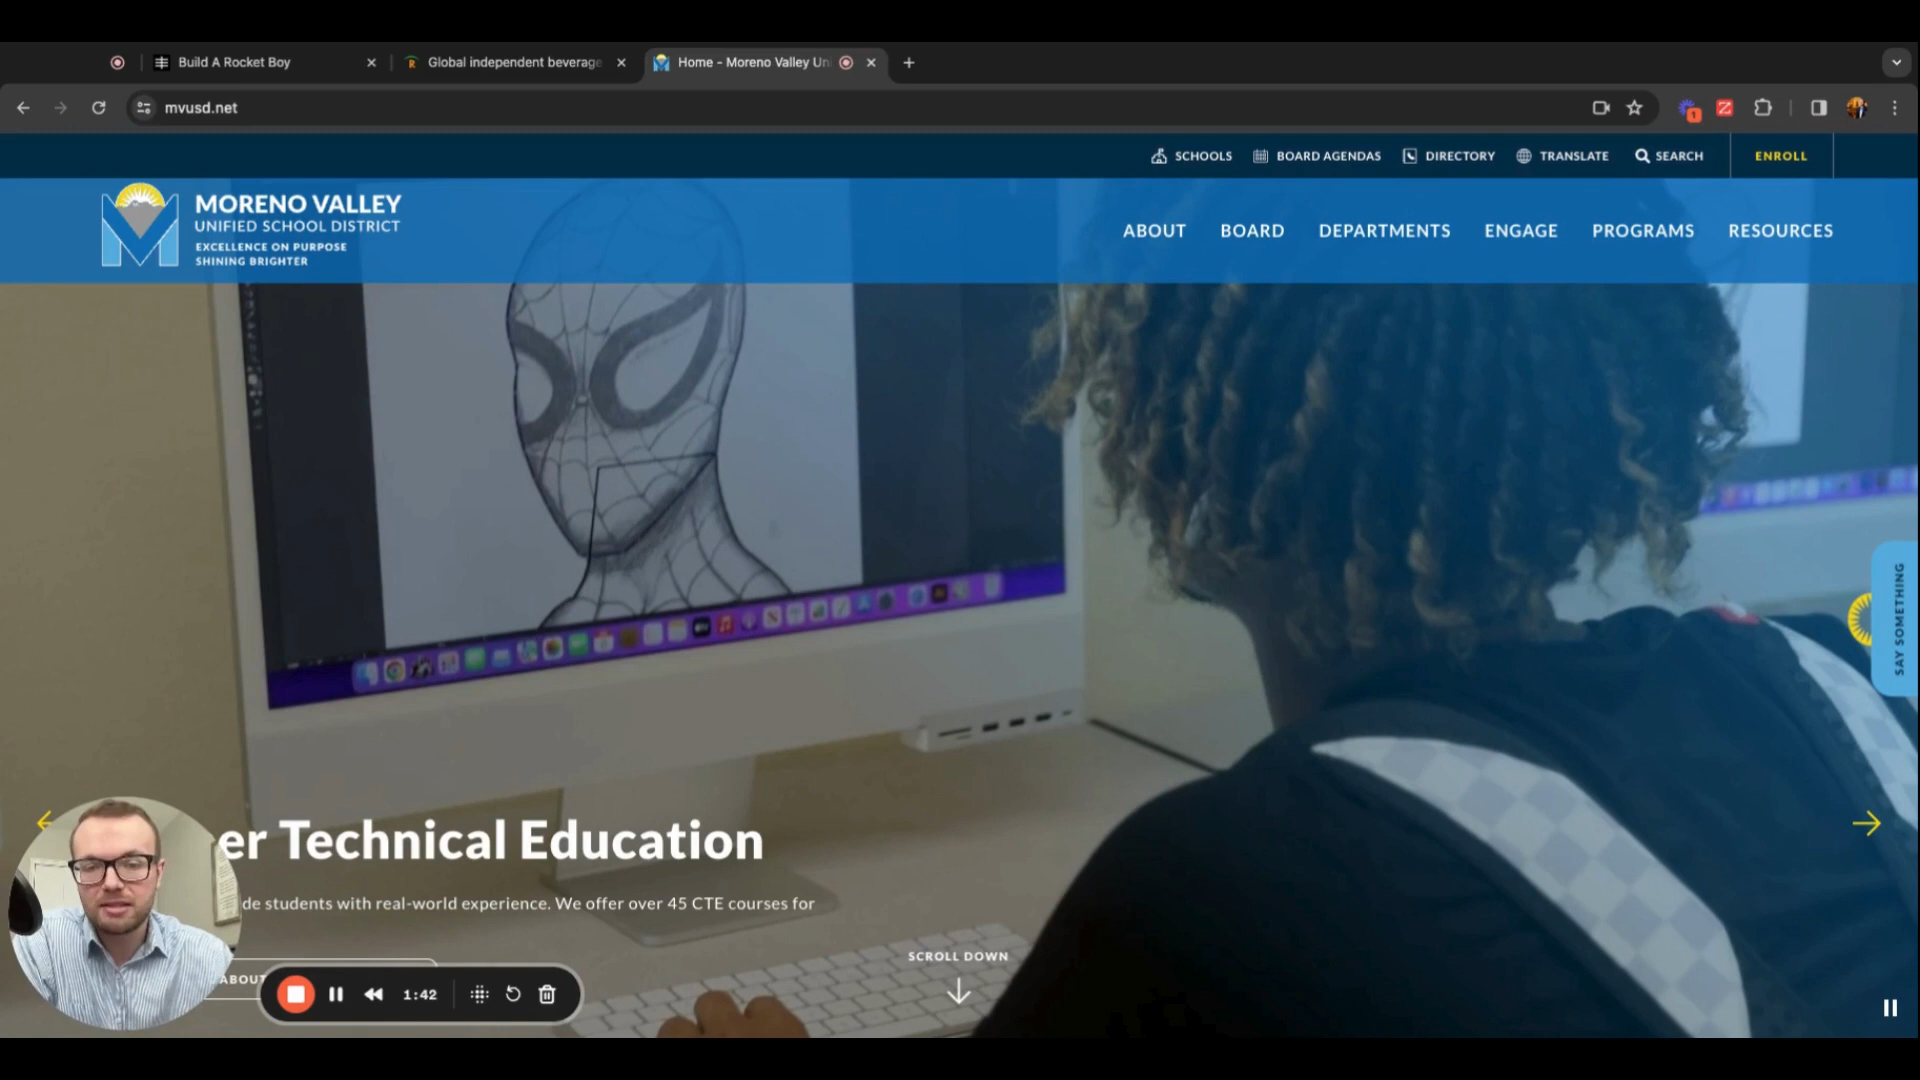 Build A Rocket Boy
Global independent beverage
Home - Moreno Valley Un
mvusd.net
1
SCHOOLS
BOARD AGENDAS
DIRECTORY
TRANSLATE
SEARCH
ENROLL
MORENO VALLEY
UNIFIED SCHOOL DISTRICT
EXCELLENCE ON PURPOSE
SHINING BRIGHTER
ABOUT
BOARD
DEPARTMENTS
ENGAGE
PROGRAMS
RESOURCES
SAY SOMETHING
er Technical Education
de students with real-world experience. We offer over 45 CTE courses for
SCROLL DOWN
ABOUT
1:42